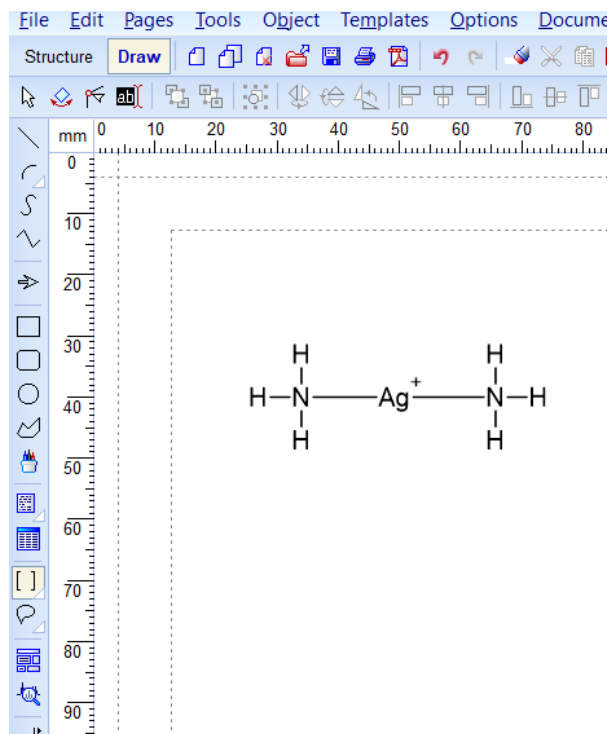 File Edit Pages Tools Object Templates Options Docume
Structure Draw
ab
mm 0 10 20 30 40 50 60 70 80
0
10
20
30
H H
40
H N Ag + N H
H H
50
60
[ ] 70
80
90